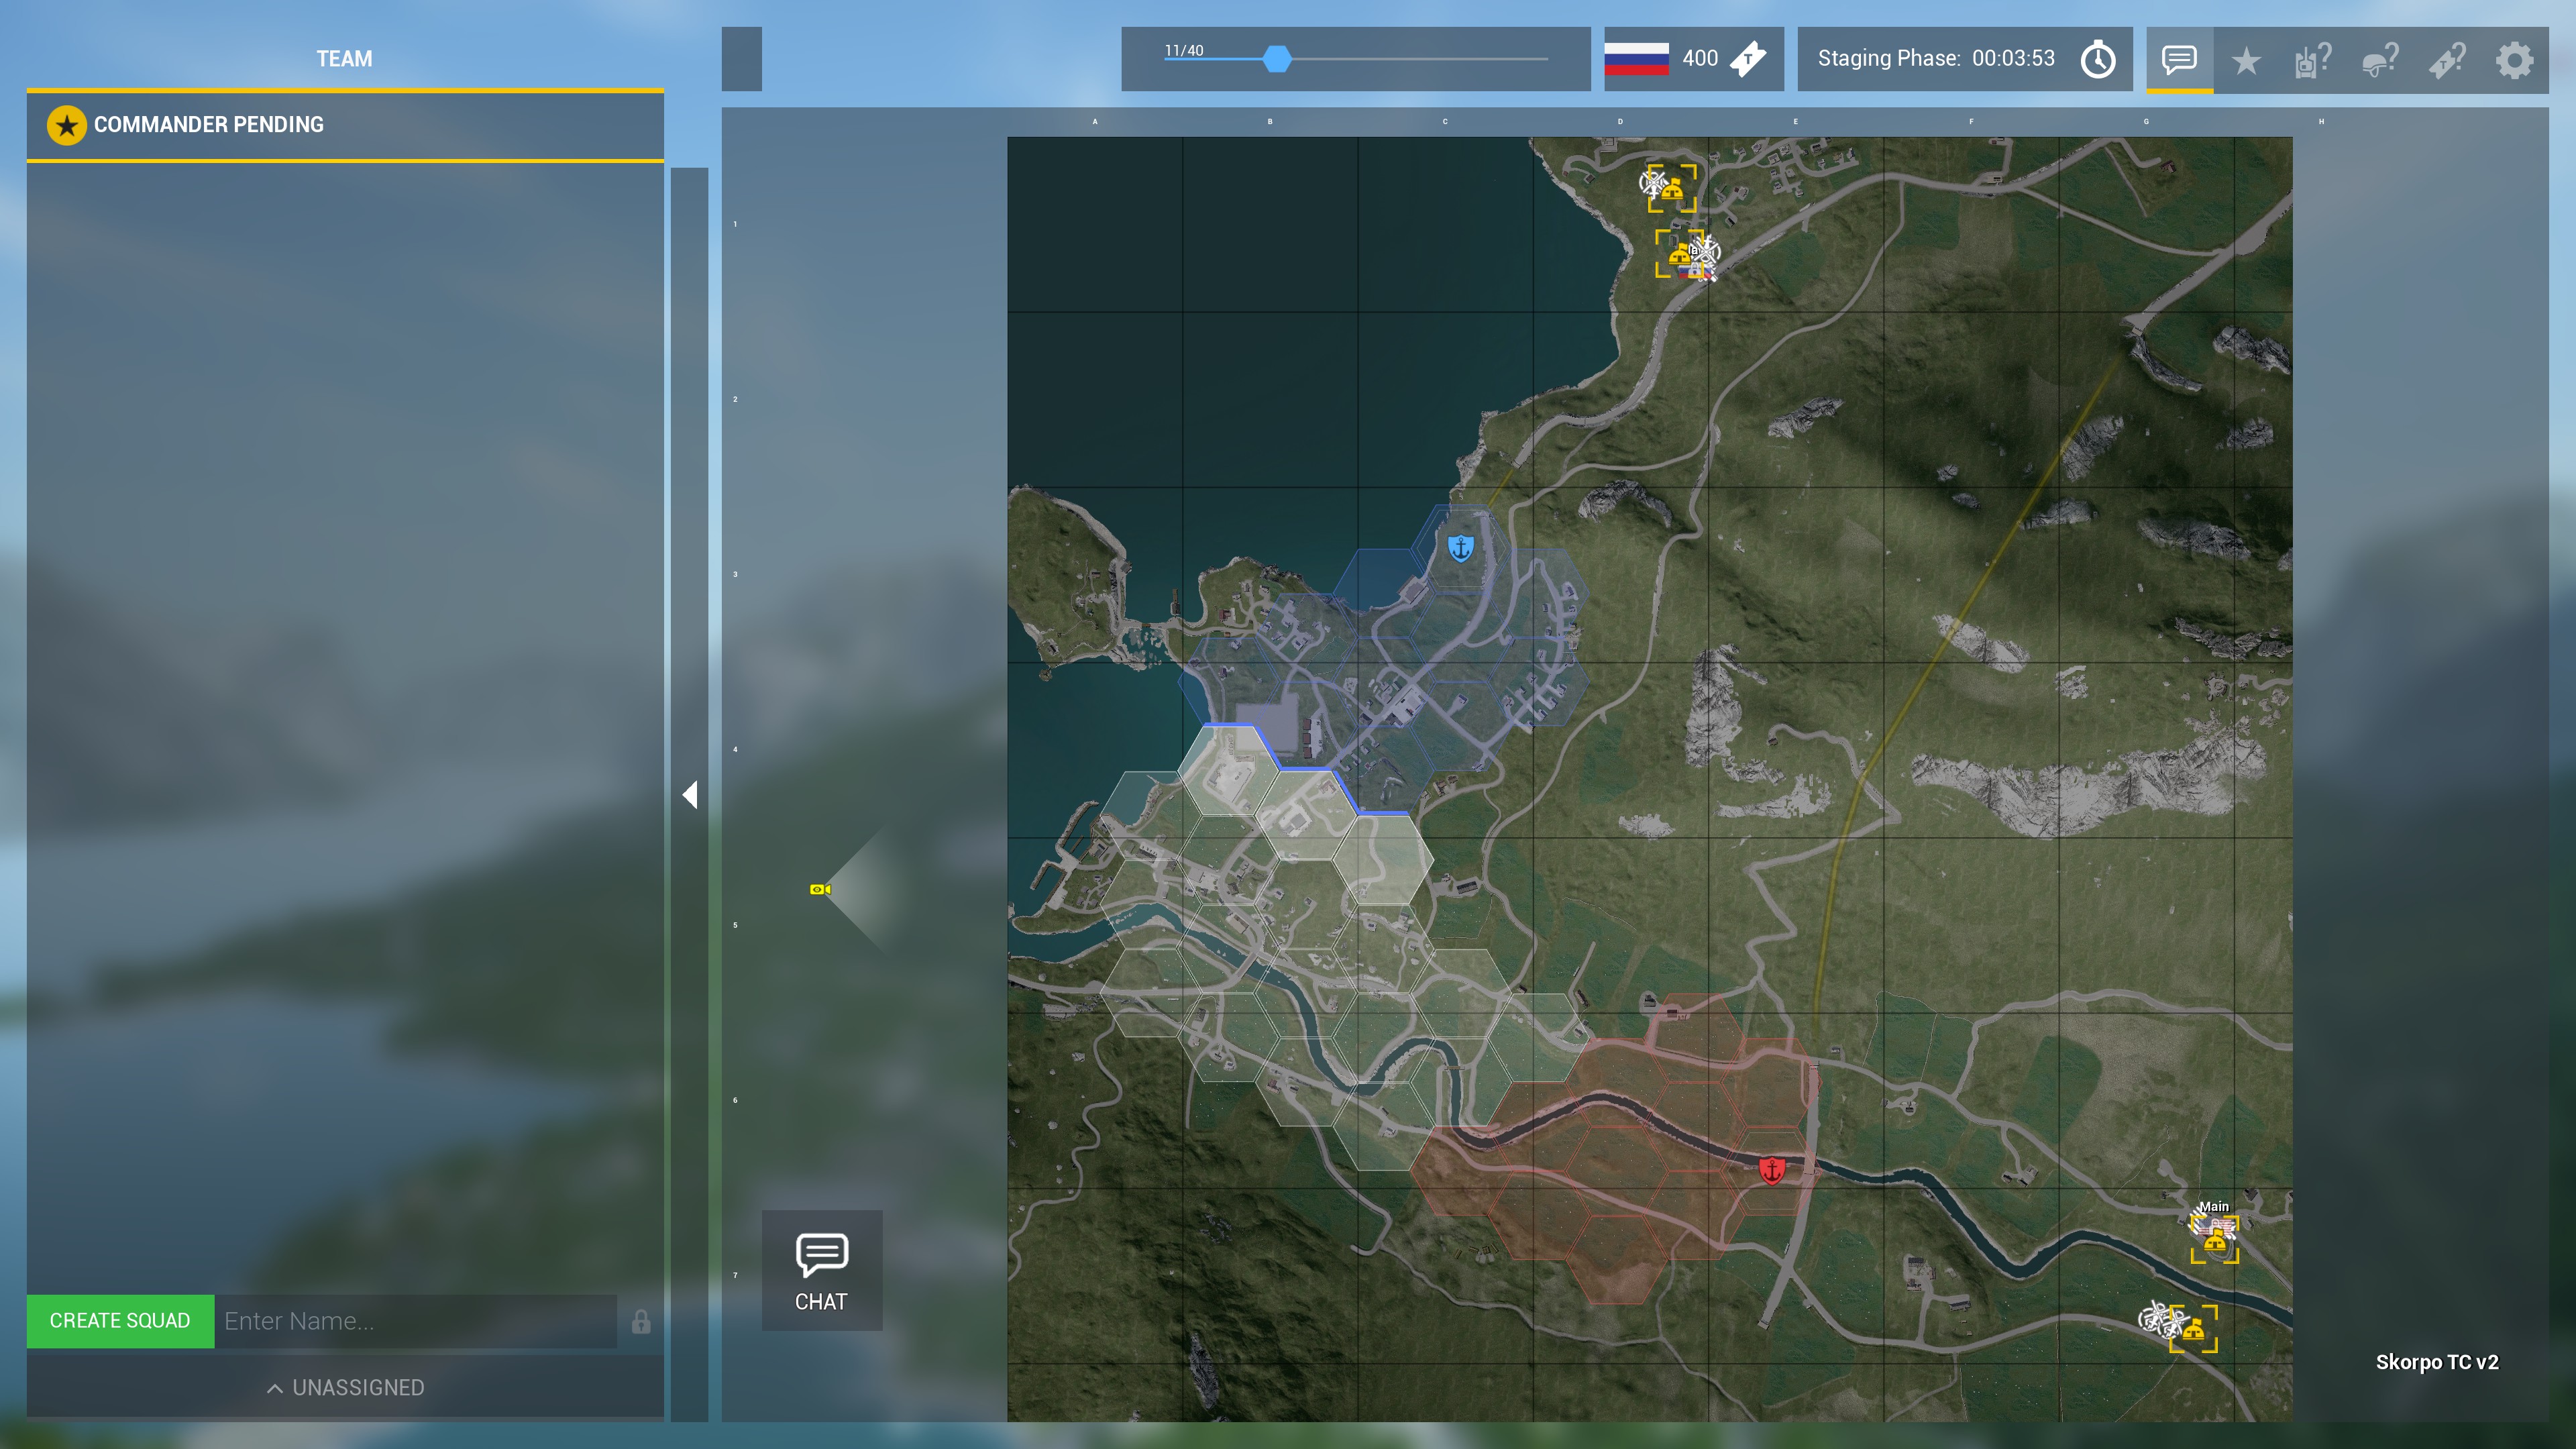 TEAM
COMMANDER PENDING
11/40
400
Staging Phase: 00:03:53
A B C D E F G H
1
2
3
4
5
6
7
Main
CHAT
CREATE SQUAD Enter Name...
UNASSIGNED
Skorpo TC v2